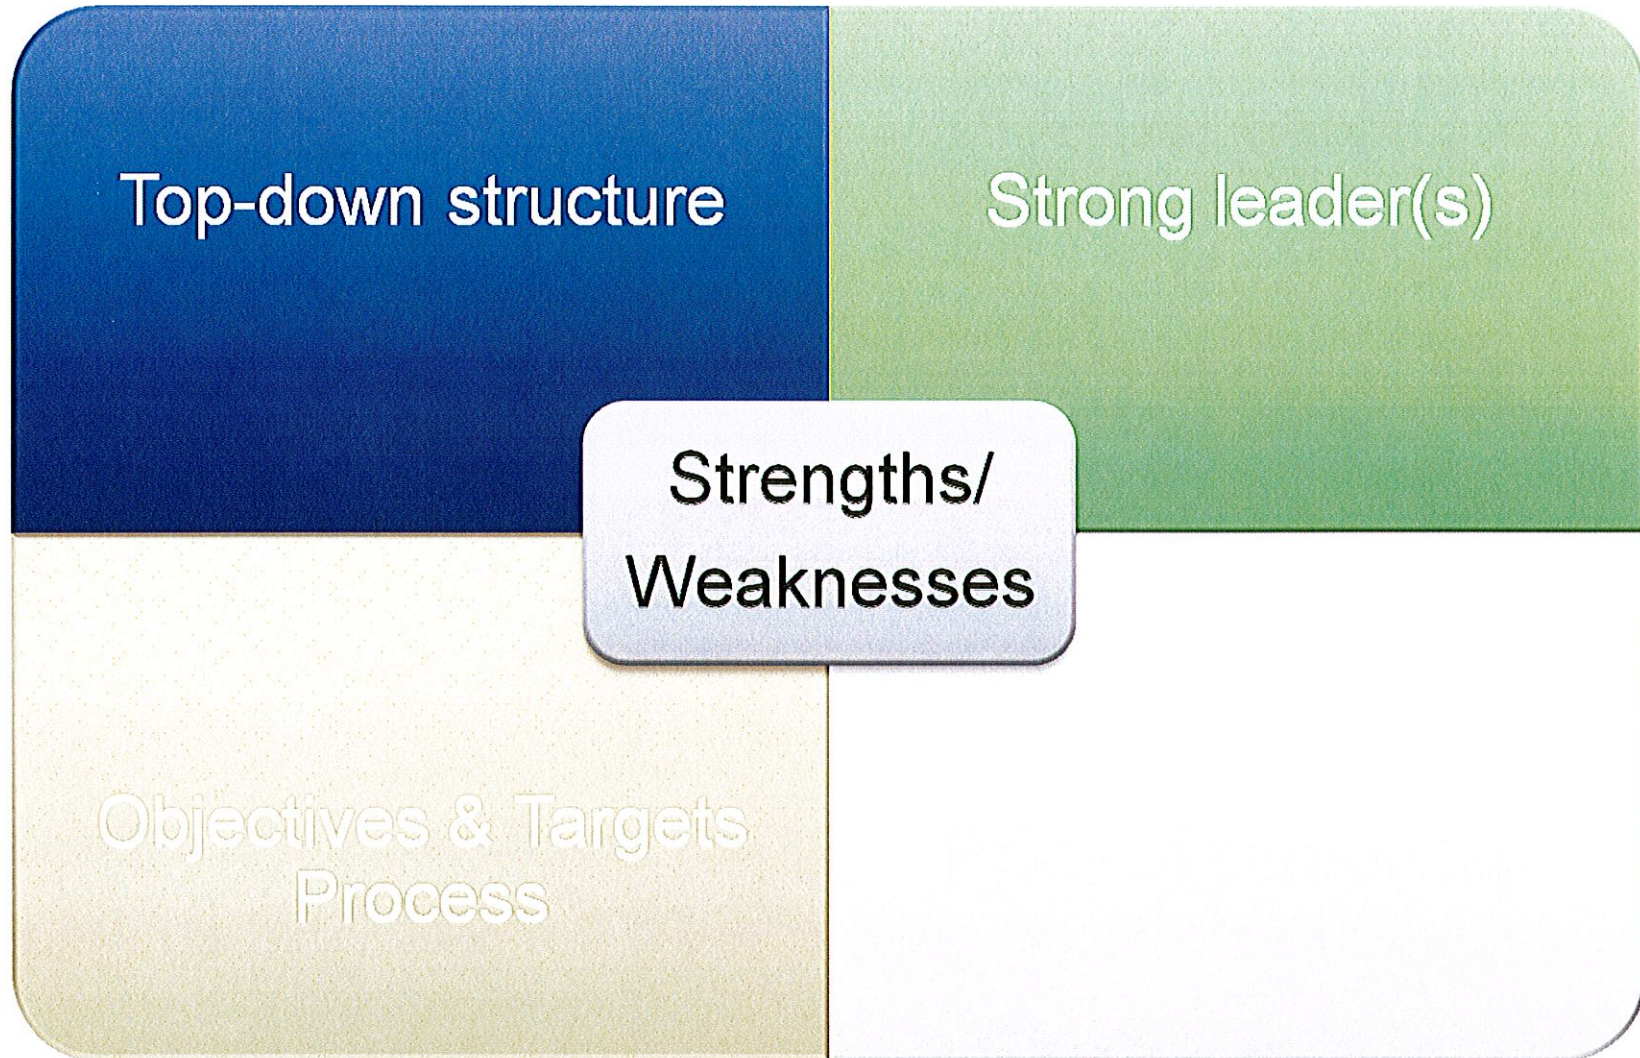 Top-down structure
Strong leader(s)
Strengths/
Weaknesses
Objectives & Targets
Process